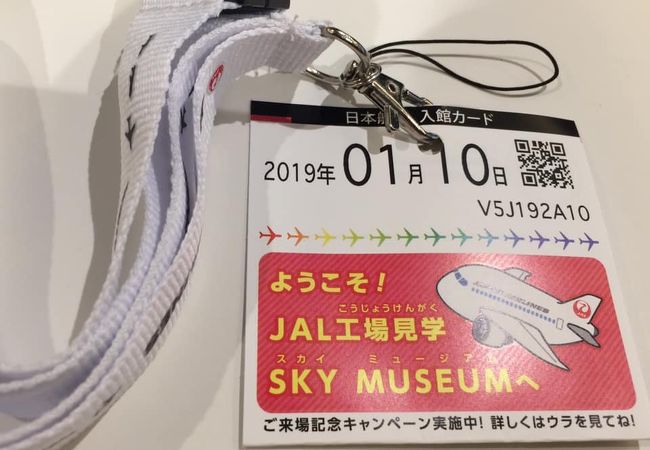 日本 入館カード
2019年 01月 10日
V5J192A10
ようこそ!
こうじょうけんがく
JAL工場見学
スカイ ミュージアム
SKY MUSEUMへ
ご来場記念キャンペーン実施中! 詳しくはウラを見てね!